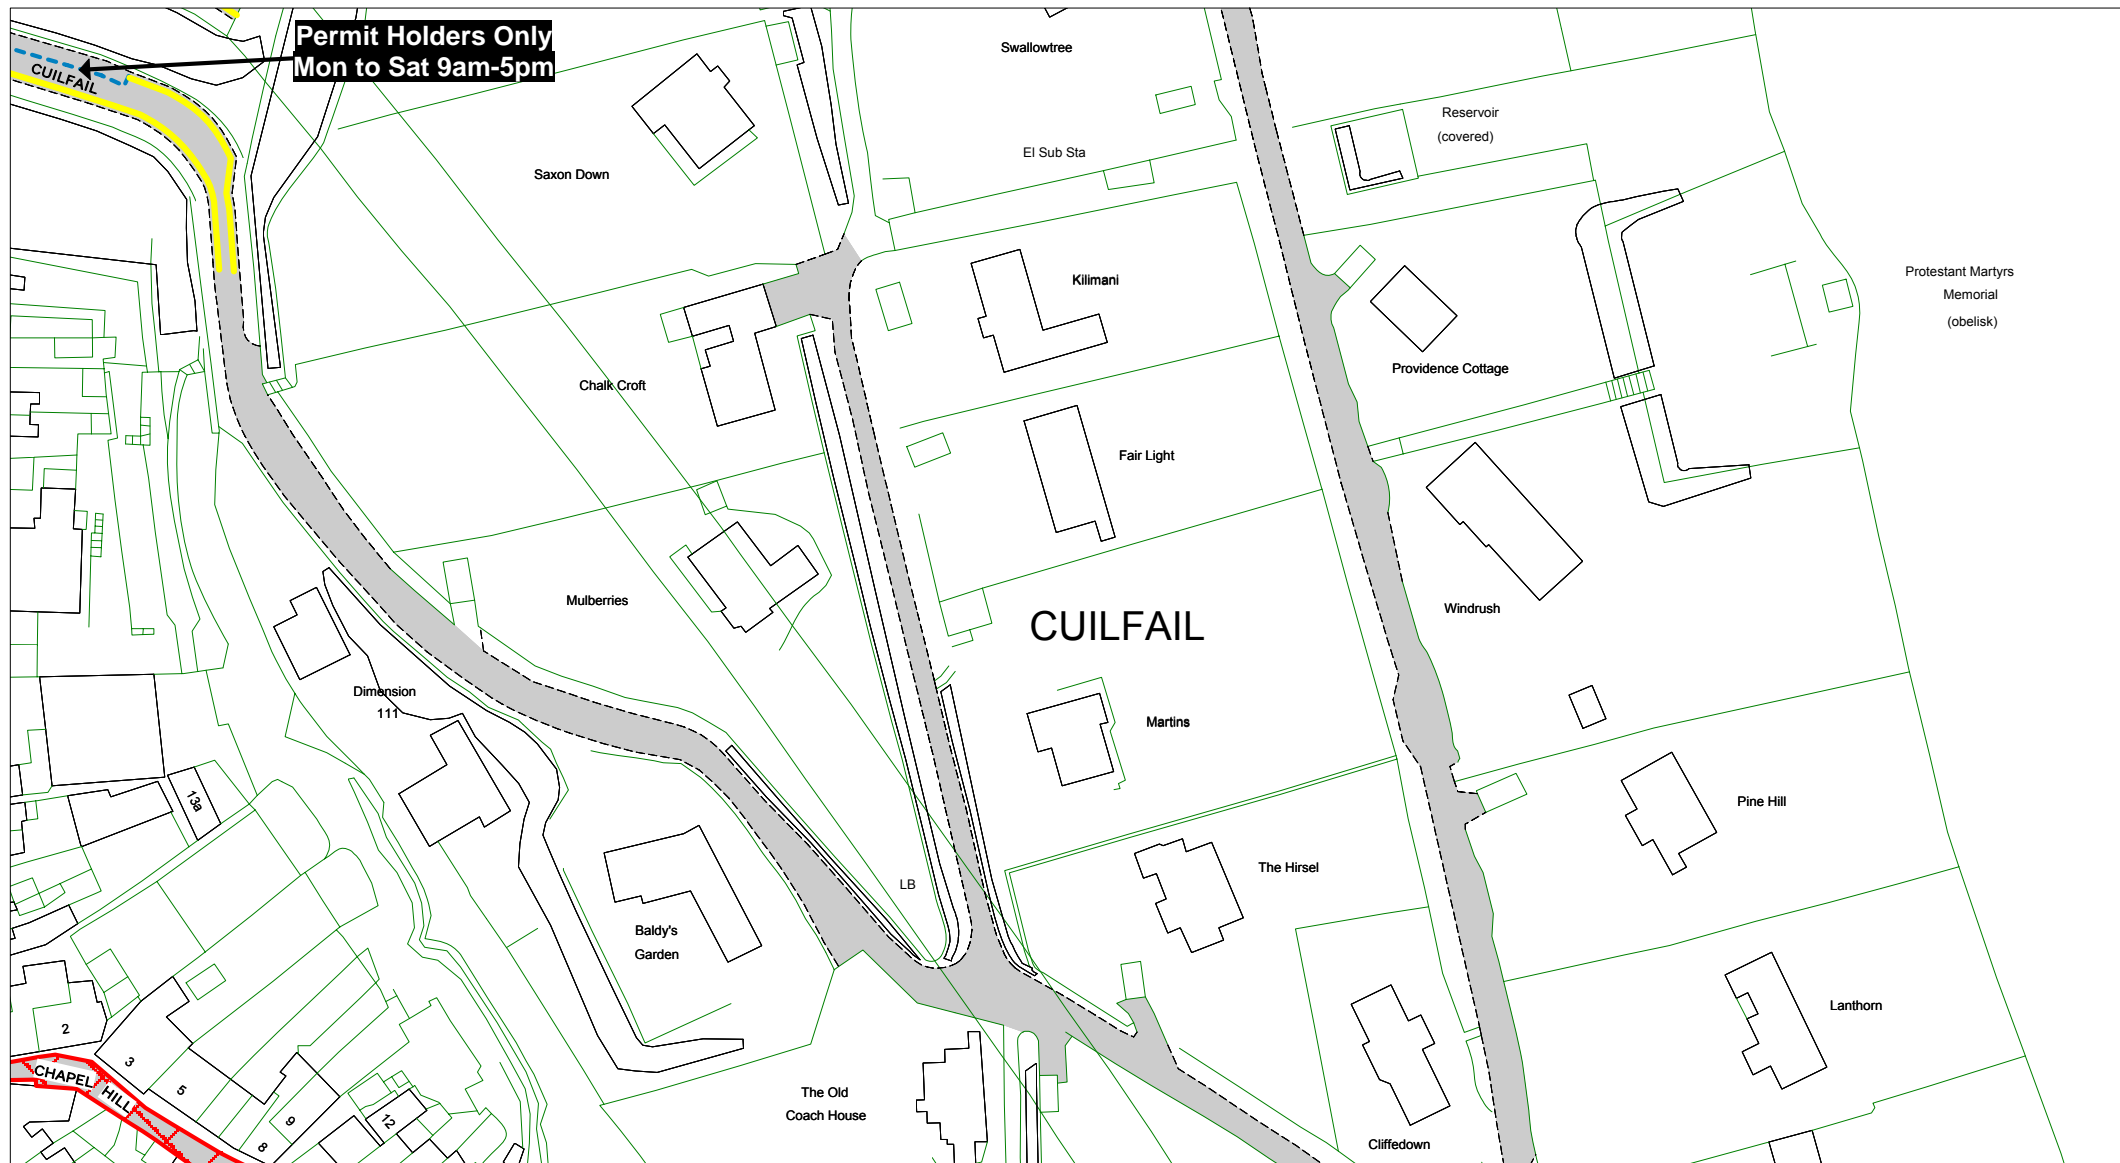 Permit Holders Only
Mon to Sat 9am-5pm
CUILFAIL
Swallowtree
Reservoir
(covered)
El Sub Sta
Saxon Down
Protestant Martyrs
Memorial
(obelisk)
Kilimani
Providence Cottage
Chalk Croft
Fair Light
Mulberries
Windrush
CUILFAIL
Dimension
111
Martins
13a
Pine Hill
The Hirsel
LB
Baldy's
Garden
Lanthorn
2
3
5
CHAPEL HILL
9
8
12
The Old
Coach House
Cliffedown